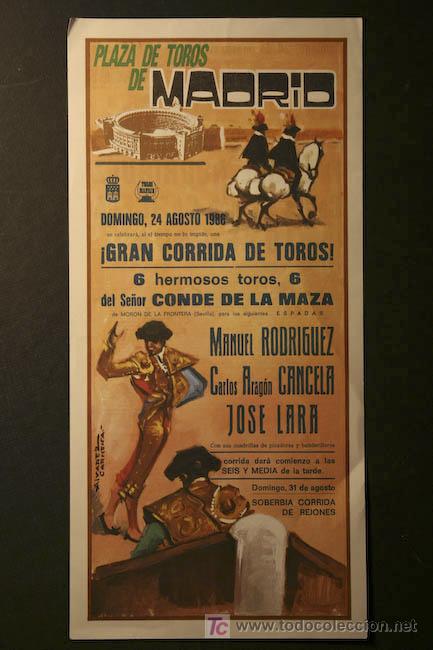 PLAZA DE TOROS
DE MADRID
DOMINGO, 24 AGOSTO 1986
se celebrará, si el tiempo no lo impide, una
¡GRAN CORRIDA DE TOROS!
6 hermosos toros, 6
del Señor CONDE DE LA MAZA
de MORON DE LA FRONTERA (Sevilla), para los siguientes ESPADAS
MANUEL RODRIGUEZ
Carlos Aragón CANCELA
JOSE LARA
Con sus cuadrillas de picadores y banderilleros
corrida dará comienzo a las
SEIS Y MEDIA de la tarde.
Domingo, 31 de agosto
SOBERBIA CORRIDA
DE REJONES
ALVAREZ
CARMENA
TC www.todocoleccion.net